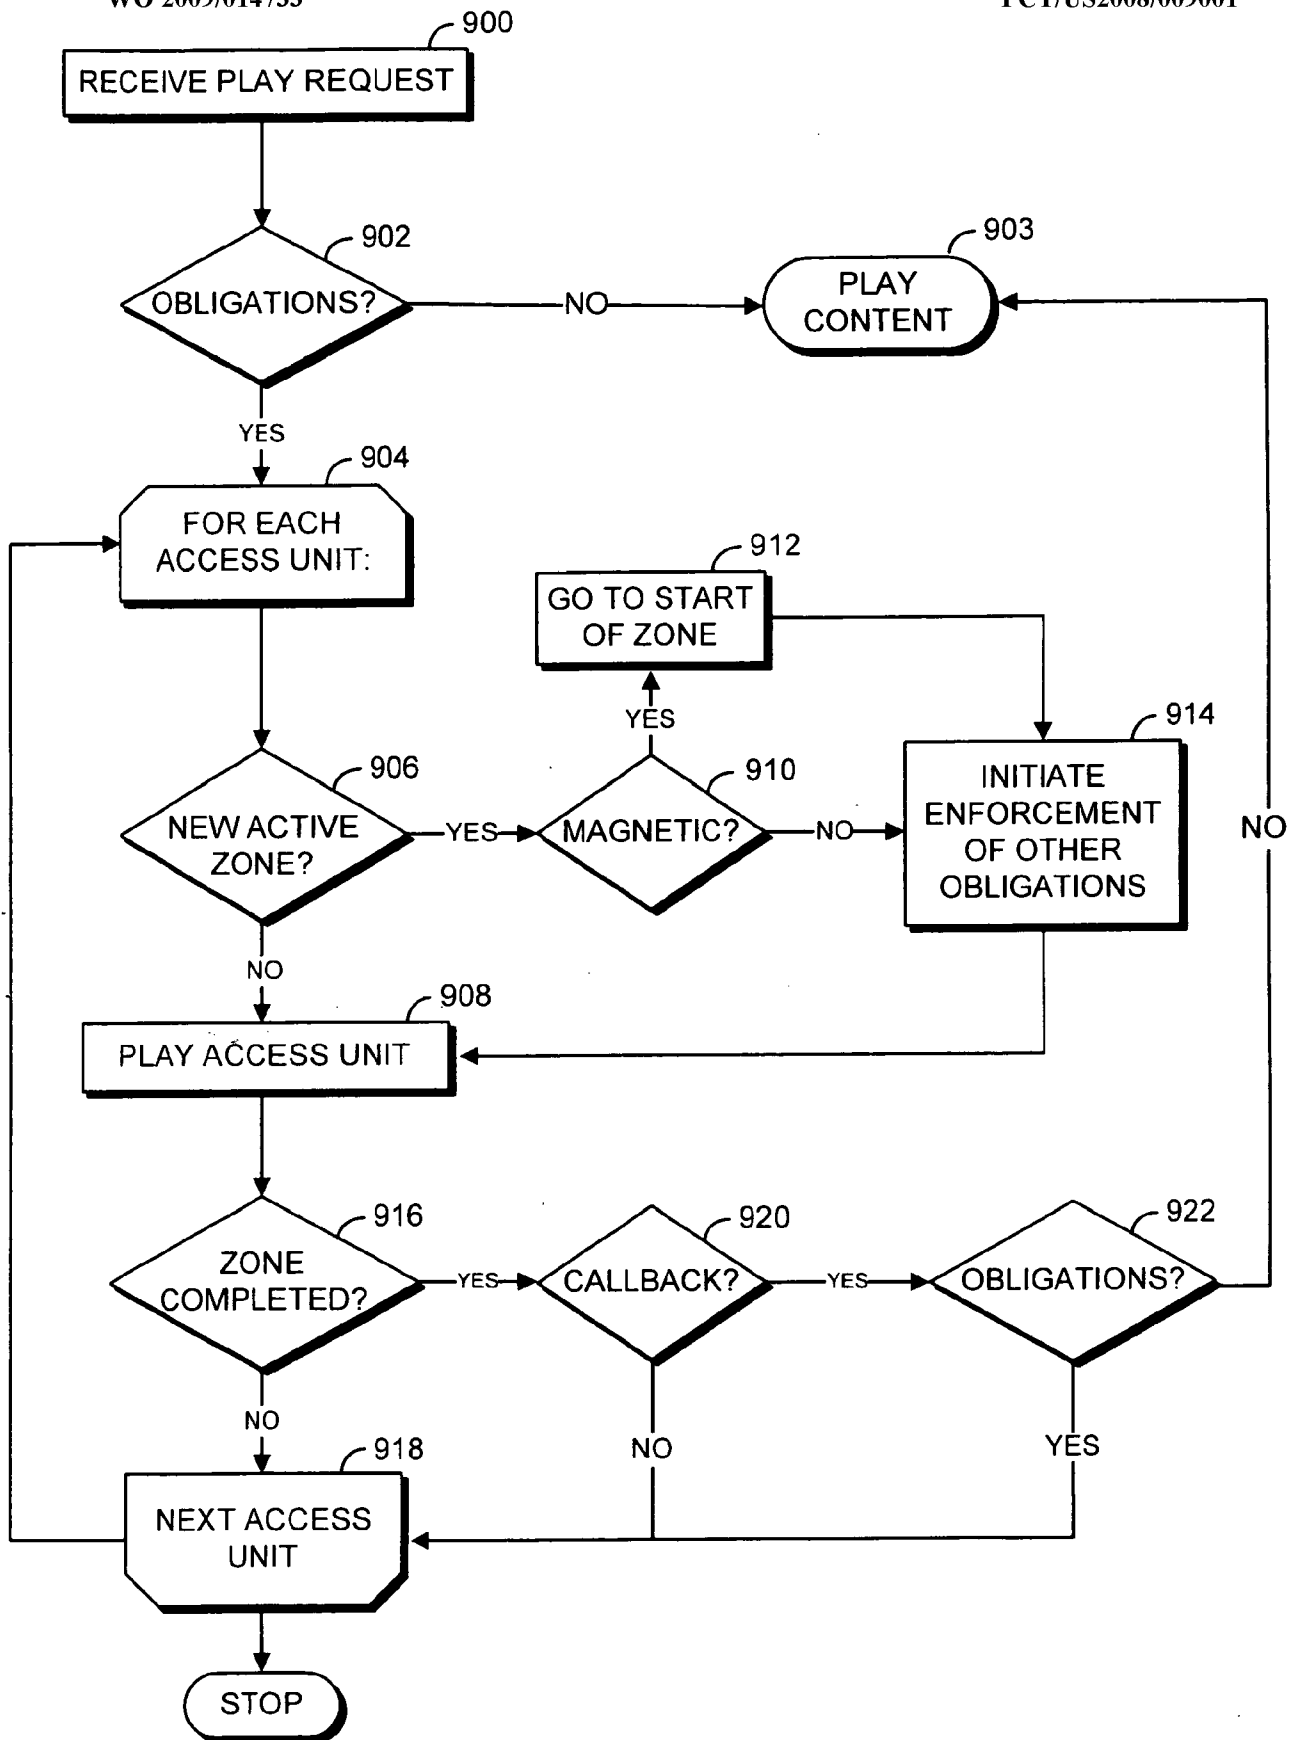 900
RECEIVE PLAY REQUEST
902
OBLIGATIONS?
NO
903
PLAY
CONTENT
YES
904
FOR EACH
ACCESS UNIT:
912
GO TO START
OF ZONE
YES
914
INITIATE
ENFORCEMENT
OF OTHER
OBLIGATIONS
906
NEW ACTIVE
ZONE?
YES
910
MAGNETIC?
NO
NO
NO
908
PLAY ACCESS UNIT
916
ZONE
COMPLETED?
YES
920
CALLBACK?
YES
922
OBLIGATIONS?
NO
NO
YES
918
NEXT ACCESS
UNIT
STOP